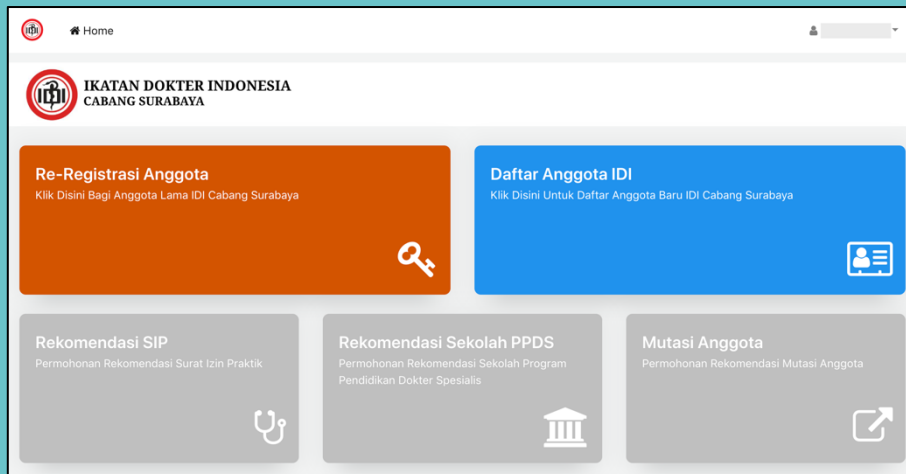 Home
IKATAN DOKTER INDONESIA
CABANG SURABAYA
Re-Registrasi Anggota
Klik Disini Bagi Anggota Lama IDI Cabang Surabaya
Daftar Anggota IDI
Klik Disini Untuk Daftar Anggota Baru IDI Cabang Surabaya
Rekomendasi SIP
Permohonan Rekomendasi Surat Izin Praktik
Rekomendasi Sekolah PPDS
Permohonan Rekomendasi Sekolah Program
Pendidikan Dokter Spesialis
Mutasi Anggota
Permohonan Rekomendasi Mutasi Anggota